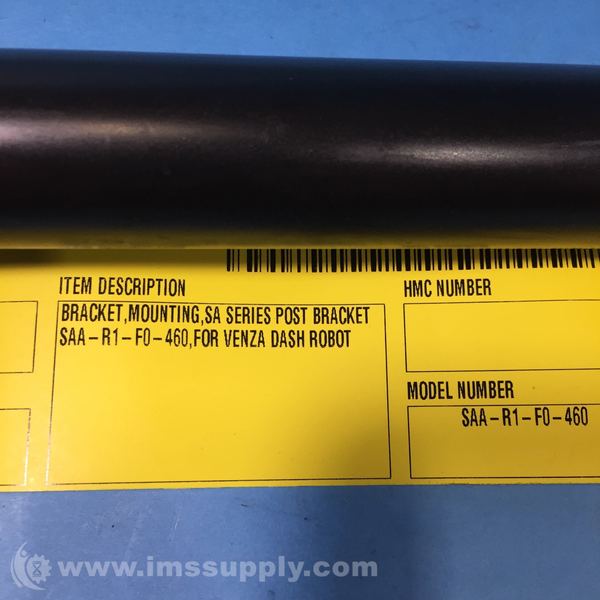 ITEM DESCRIPTION
BRACKET,MOUNTING,SA SERIES POST BRACKET
SAA-R1-F0-460,FOR VENZA DASH ROBOT
HMC NUMBER
MODEL NUMBER
SAA-R1-F0-460
www.imssupply.com